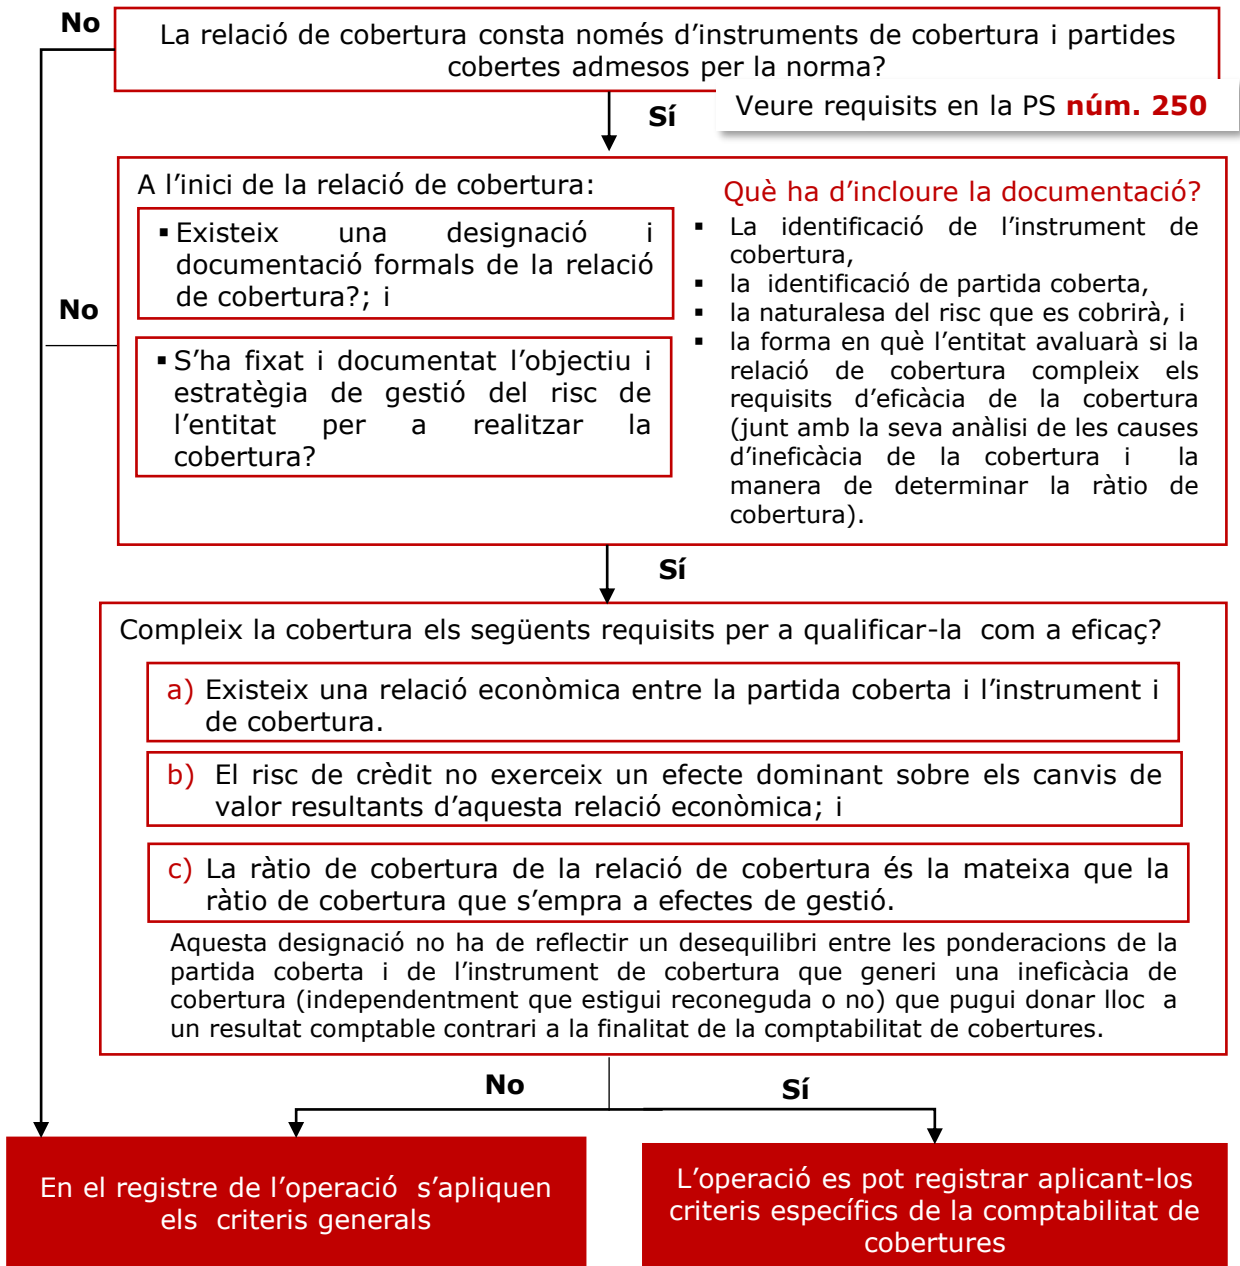 No
La relació de cobertura consta només d’instruments de cobertura i partides
cobertes admesos per la norma?
Sí
Veure requisits en la PS núm. 250
A l’inici de la relació de cobertura:
▪ Existeix una designació i
documentació formals de la relació
de cobertura?; i
No
▪ S’ha fixat i documentat l’objectiu i
estratègia de gestió del risc de
l’entitat per a realitzar la
cobertura?
Què ha d’incloure la documentació?
▪ La identificació de l’instrument de
cobertura,
▪ la identificació de partida coberta,
▪ la naturalesa del risc que es cobrirà, i
▪ la forma en què l’entitat avaluarà si la
relació de cobertura compleix els
requisits d’eficàcia de la cobertura
(junt amb la seva anàlisi de les causes
d’ineficàcia de la cobertura i la
manera de determinar la ràtio de
cobertura).
Sí
Compleix la cobertura els següents requisits per a qualificar-la com a eficaç?
a) Existeix una relació econòmica entre la partida coberta i l’instrument i
de cobertura.
b) El risc de crèdit no exerceix un efecte dominant sobre els canvis de
valor resultants d’aquesta relació econòmica; i
c) La ràtio de cobertura de la relació de cobertura és la mateixa que la
ràtio de cobertura que s’empra a efectes de gestió.
Aquesta designació no ha de reflectir un desequilibri entre les ponderacions de la
partida coberta i de l’instrument de cobertura que generi una ineficàcia de
cobertura (independentment que estigui reconeguda o no) que pugui donar lloc a
un resultat comptable contrari a la finalitat de la comptabilitat de cobertures.
No
Sí
En el registre de l’operació s’apliquen
els criteris generals
L’operació es pot registrar aplicant-los
criteris específics de la comptabilitat de
cobertures